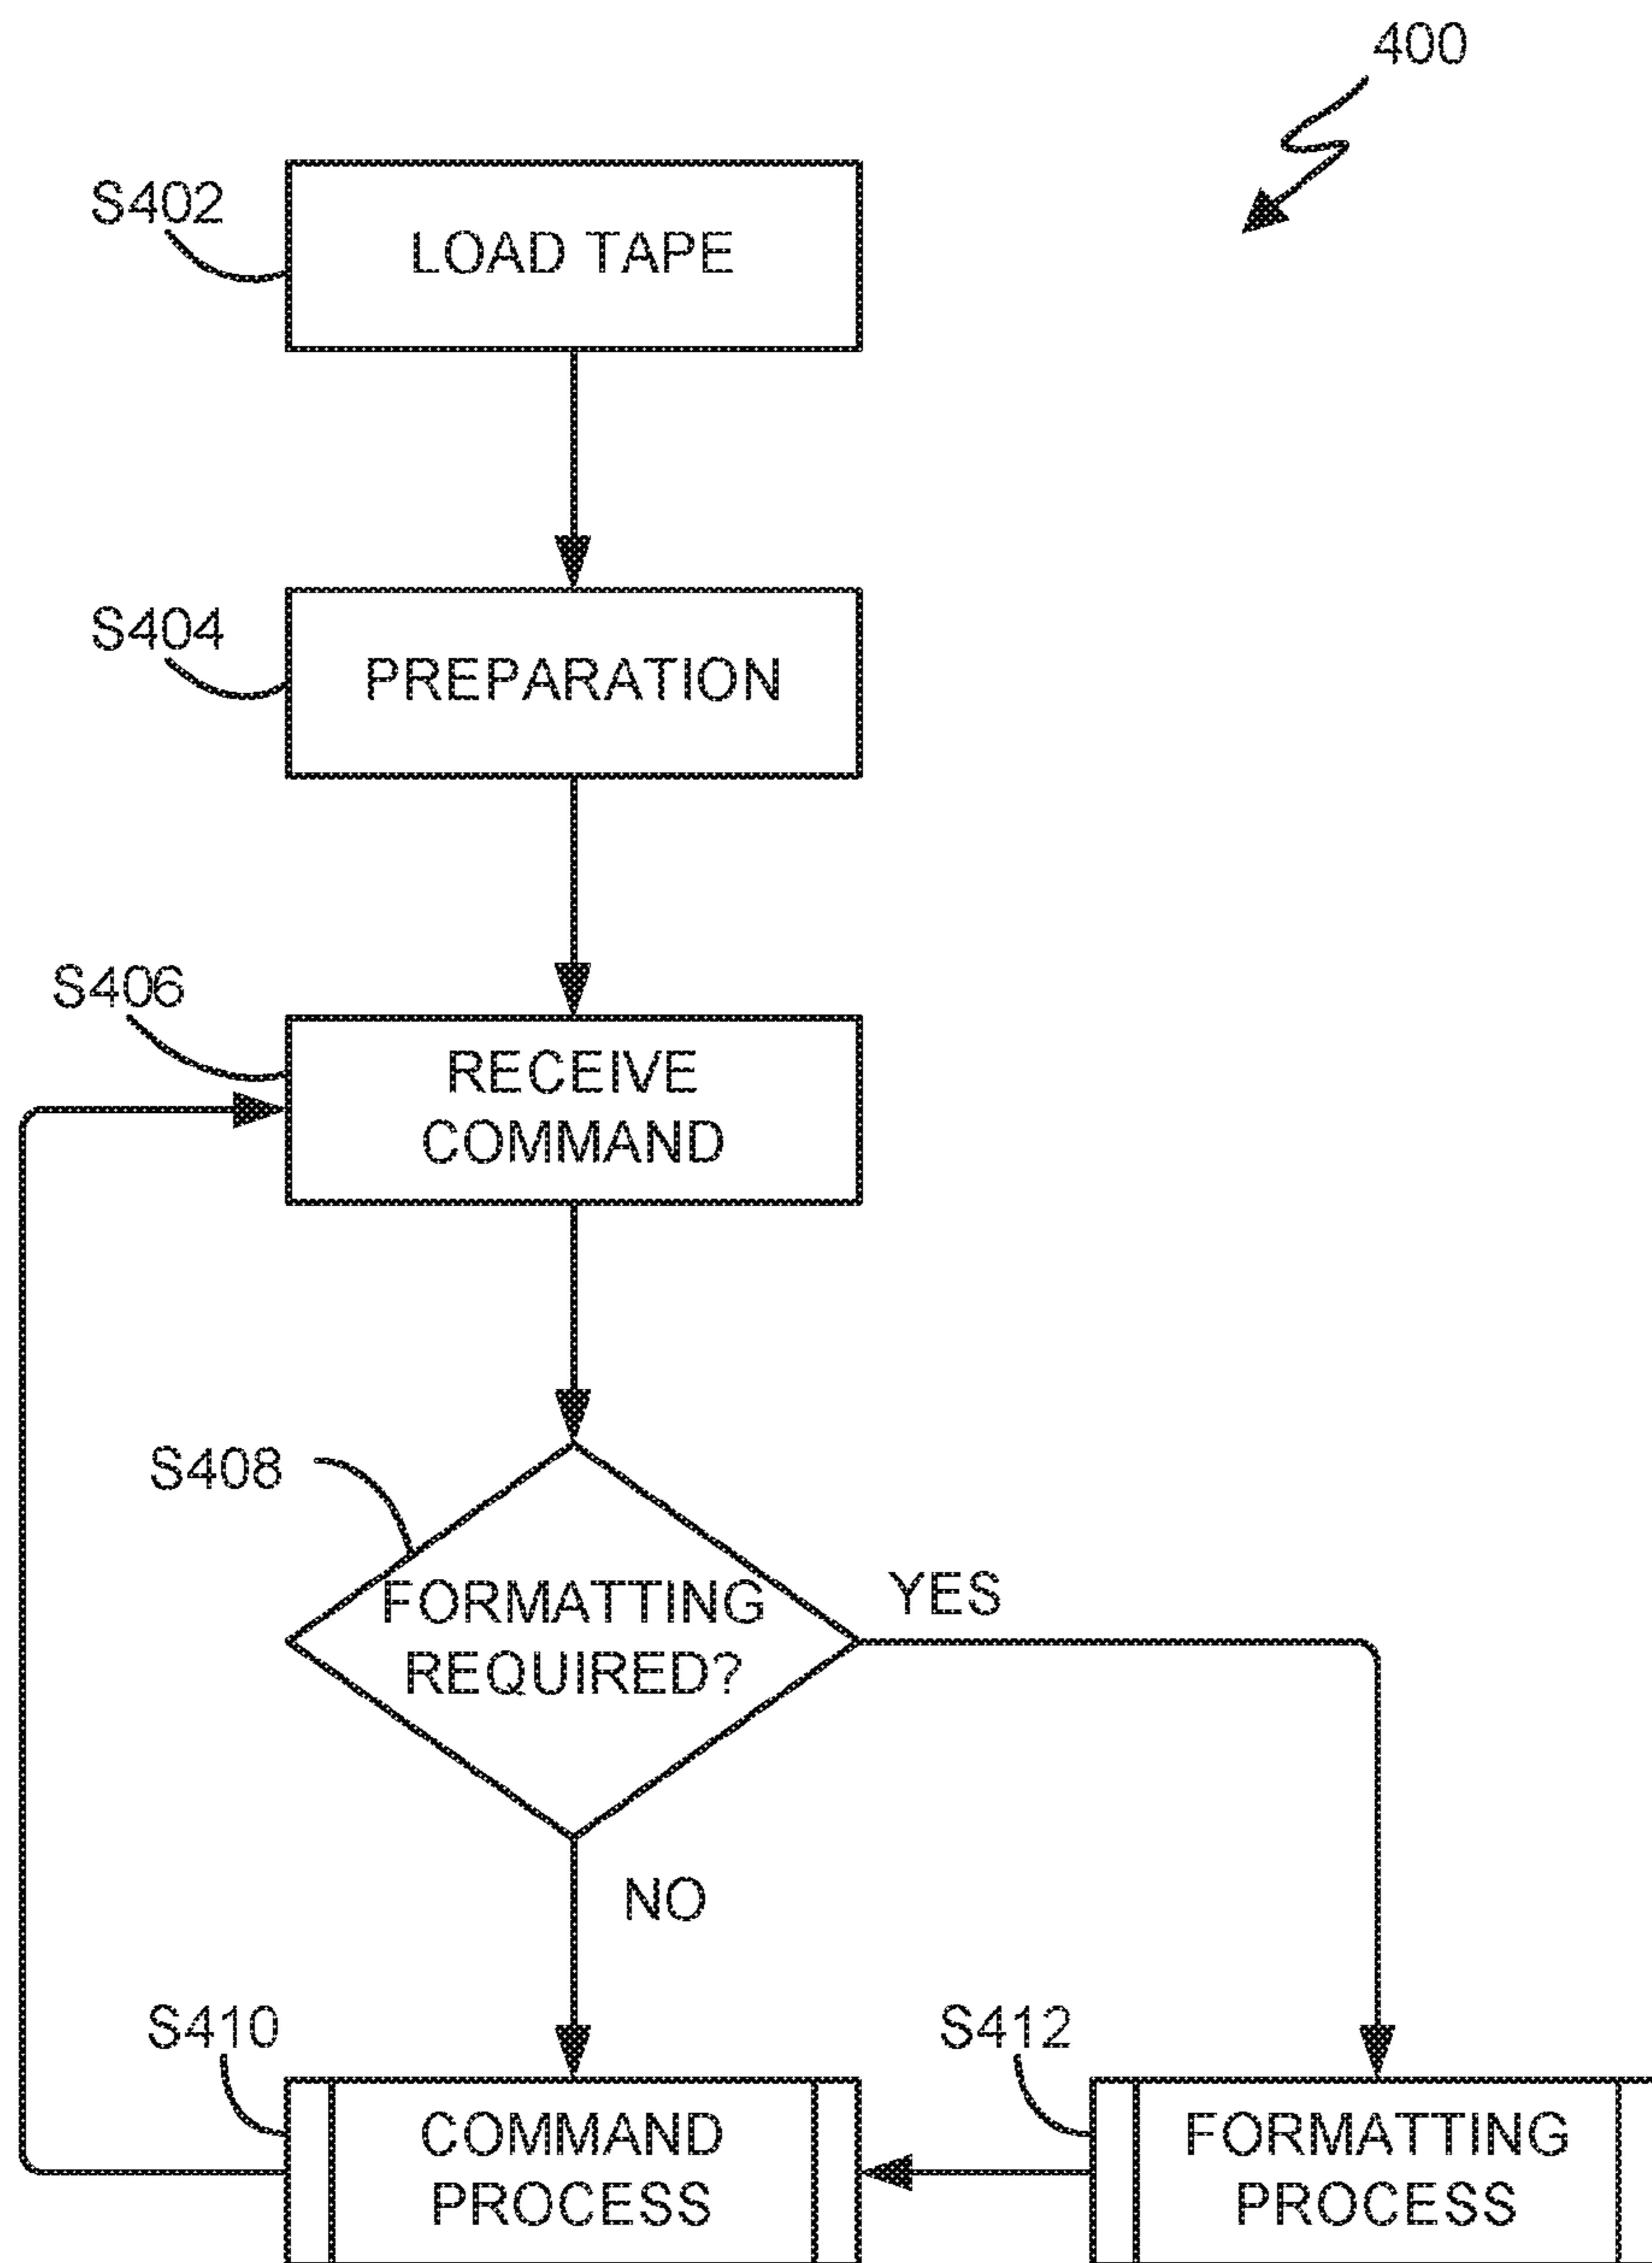 400
S402
LOAD TAPE
S404
PREPARATION
S406
RECEIVE
COMMAND
S408
FORMATTING
REQUIRED?
YES
NO
S410
COMMAND
PROCESS
S412
FORMATTING
PROCESS